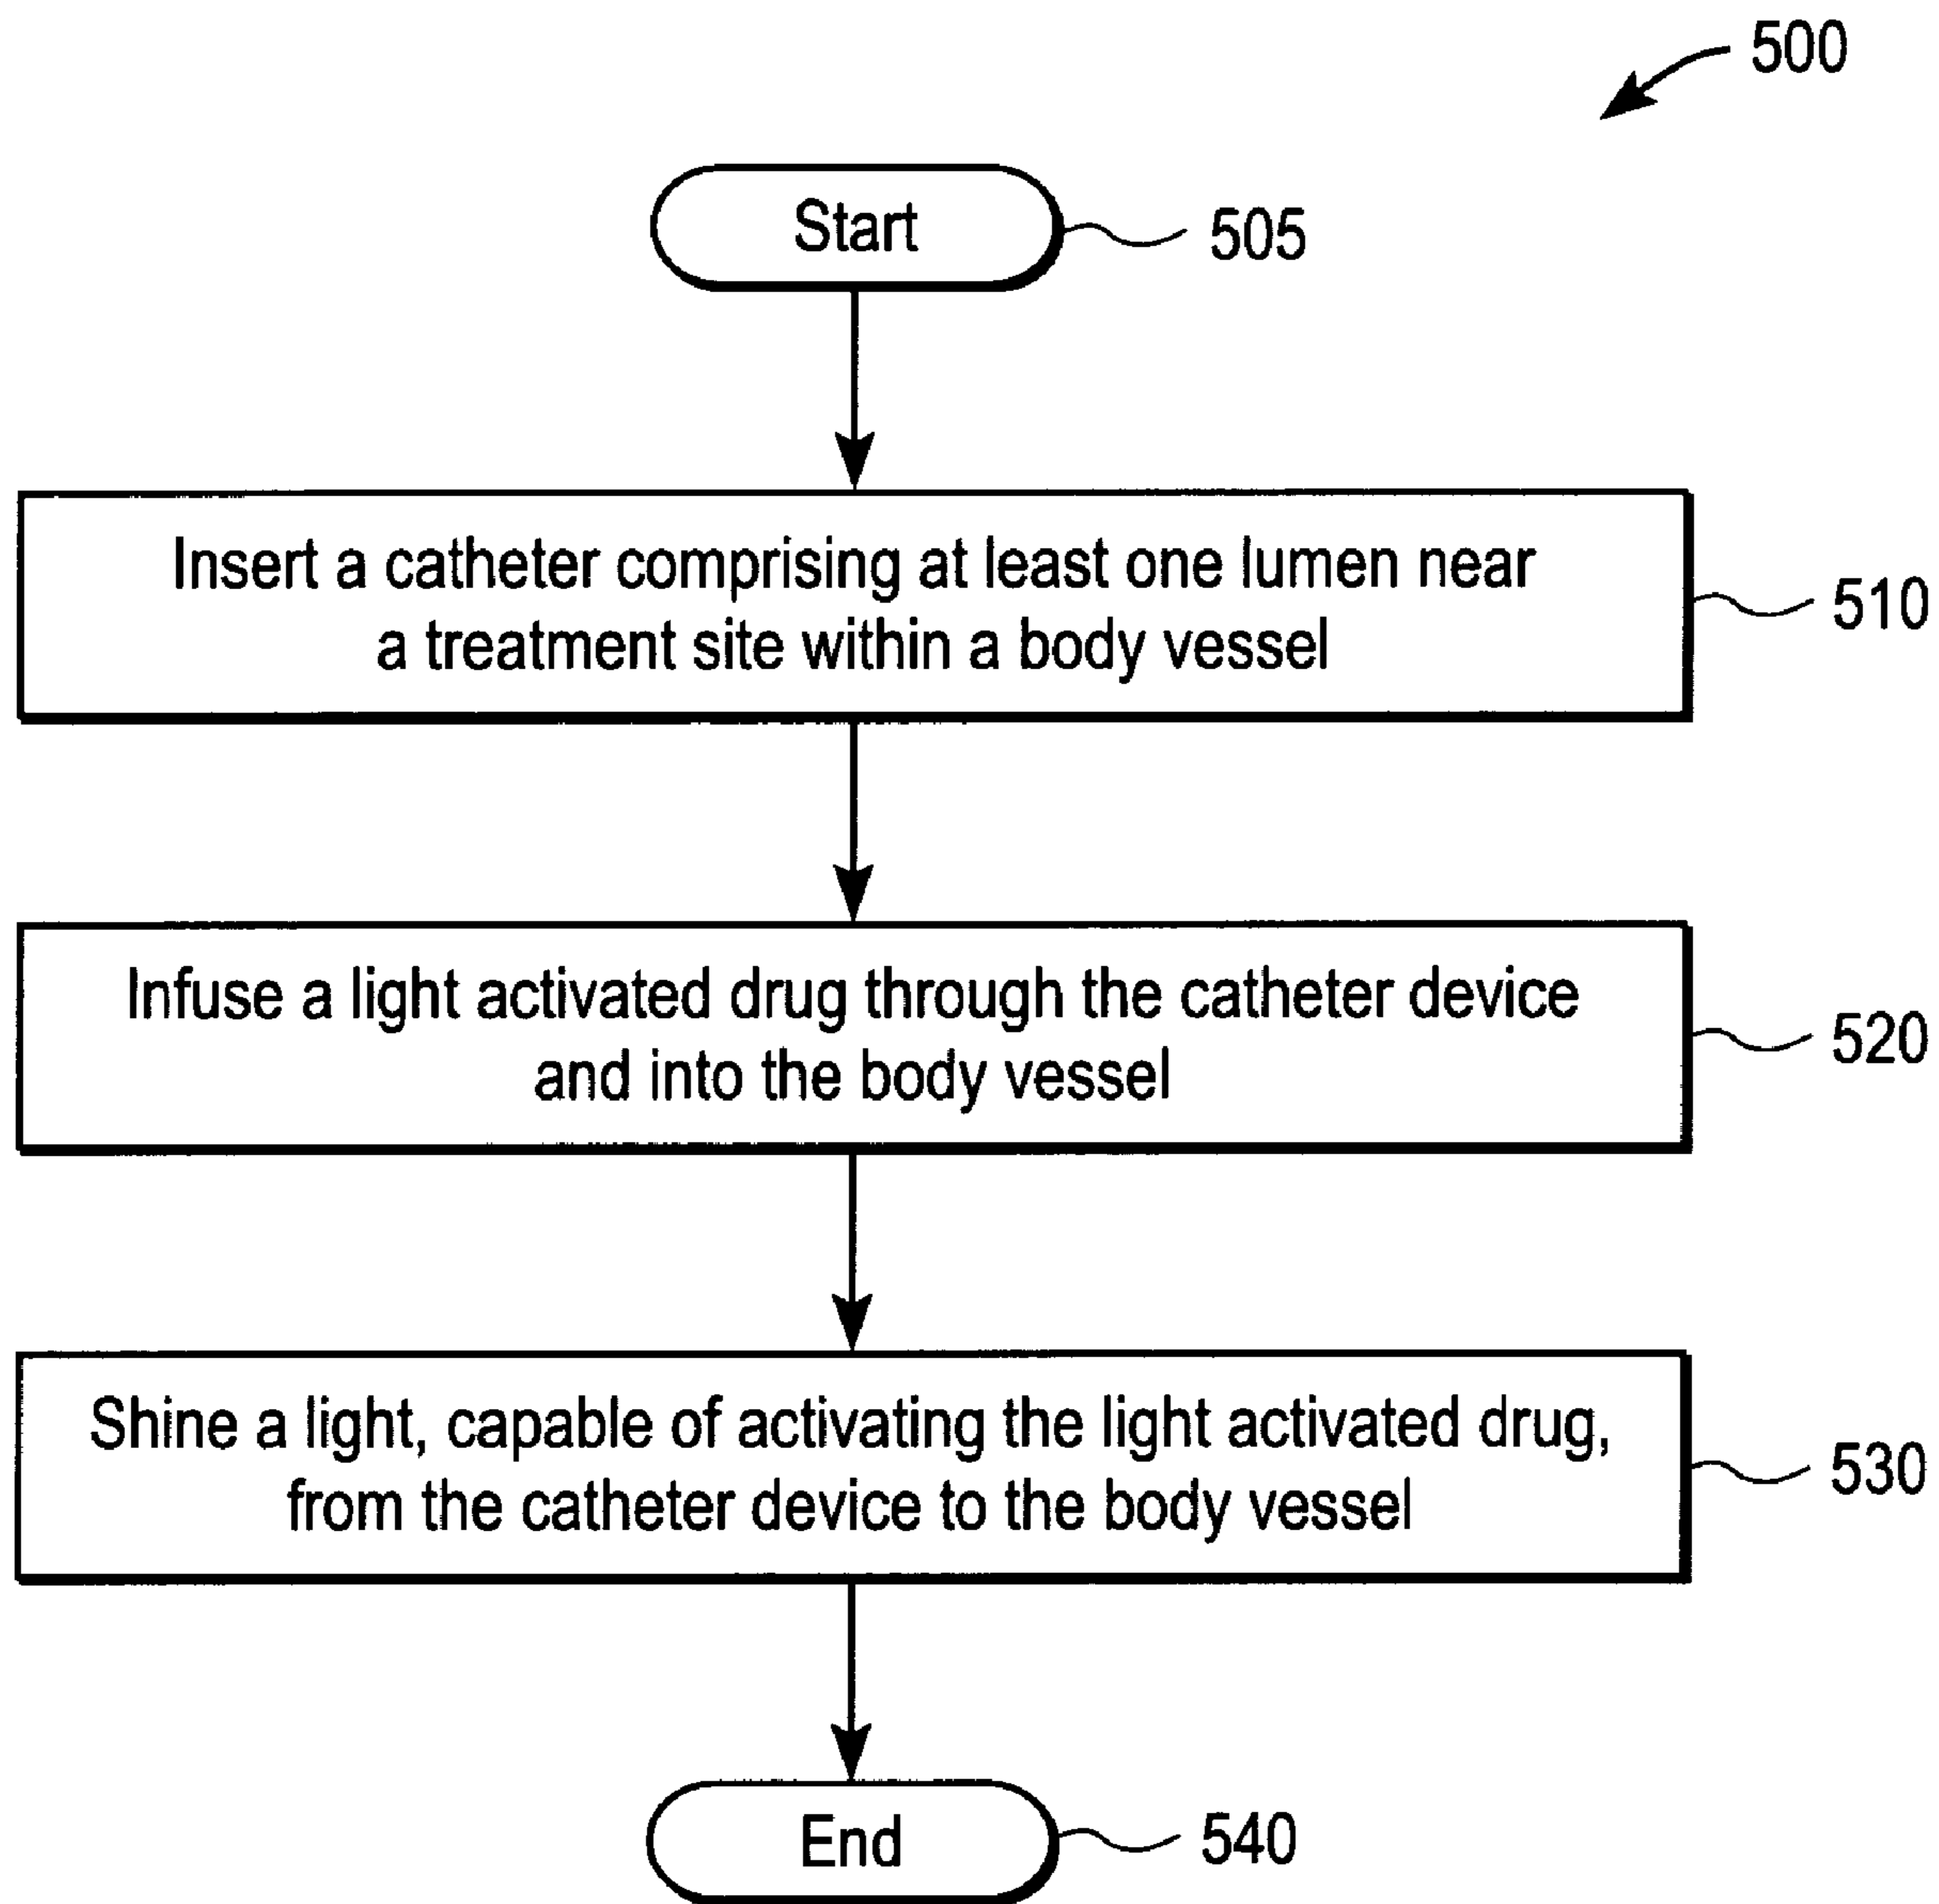 500
Start
505
Insert a catheter comprising at least one lumen near
a treatment site within a body vessel
510
Infuse a light activated drug through the catheter device
and into the body vessel
520
Shine a light, capable of activating the light activated drug,
from the catheter device to the body vessel
530
End
540